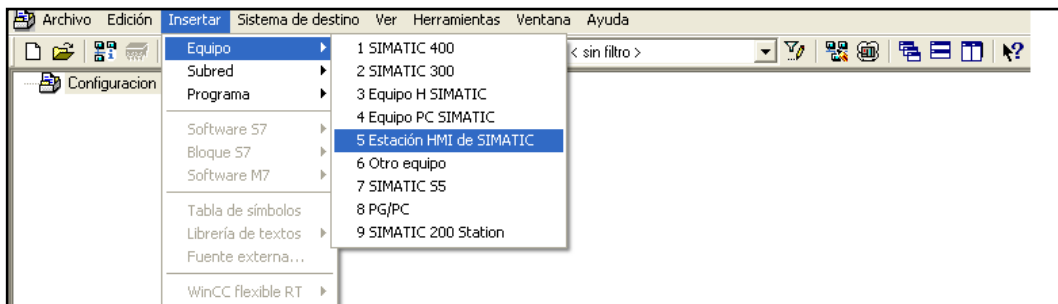 Archivo Edición Insertar Sistema de destino Ver Herramientas Ventana Ayuda
< sin filtro >
Configuracion
Equipo
Subred
Programa
Software S7
Bloque S7
Software M7
Tabla de símbolos
Librería de textos
Fuente externa...
WinCC flexible RT
1 SIMATIC 400
2 SIMATIC 300
3 Equipo H SIMATIC
4 Equipo PC SIMATIC
5 Estación HMI de SIMATIC
6 Otro equipo
7 SIMATIC S5
8 PG/PC
9 SIMATIC 200 Station